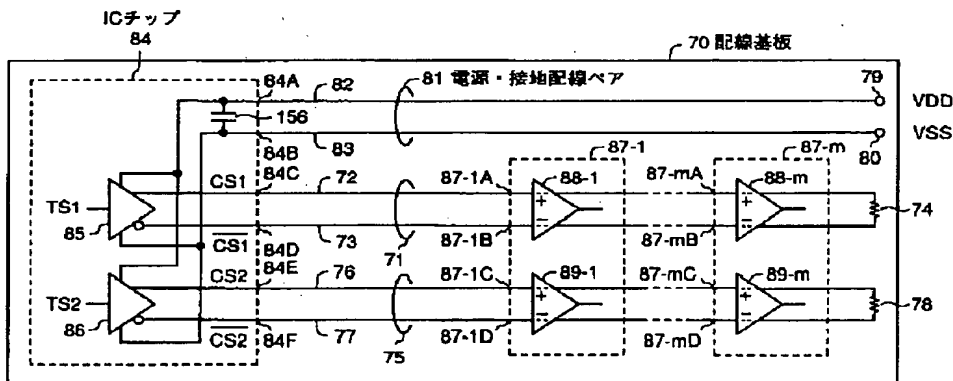 ICチップ
84
70 配線基板
84A
82
81 電源・接地配線ペア
79
VDD
156
VSS
84B
83
80
87-1
87-m
84C
CS1
72
87-1A
88-1
87-mA
88-m
TS1
+
+
74
85
−
−
CS1
84D
73
71
87-1B
87-mB
84E
CS2
76
87-1C
89-1
87-mC
89-m
TS2
+
+
78
86
−
−
CS2
84F
77
75
87-1D
87-mD